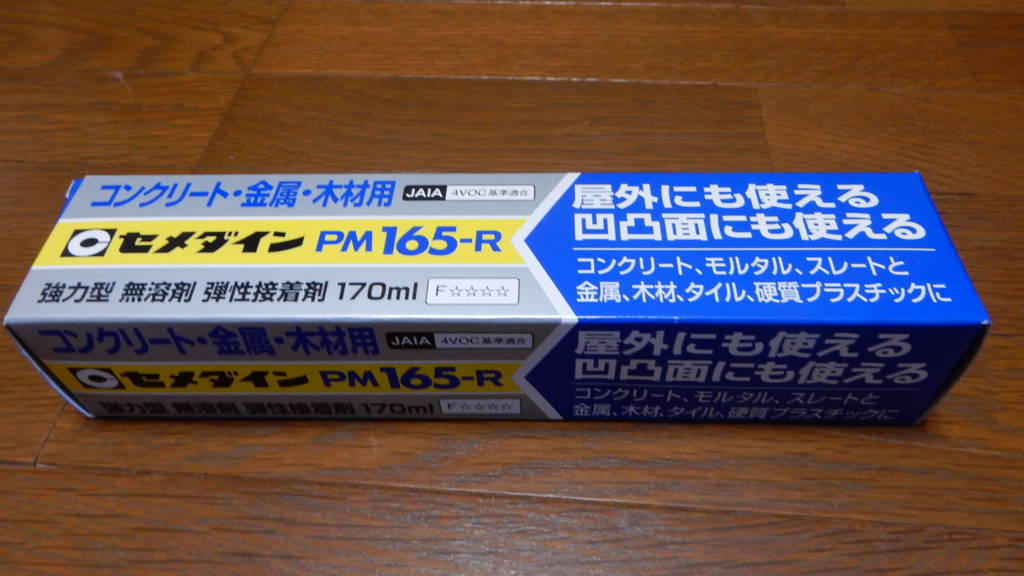 コンクリート・金属・木材用 JAIA 4VOC基準適合
セメダイン PM165-R
強力型 無溶剤 弾性接着剤 170ml F☆☆☆☆
屋外にも使える
凹凸面にも使える
コンクリート、モルタル、スレートと
金属、木材、タイル、硬質プラスチックに
コンクリート・金属・木材用 JAIA 4VOC基準適合
セメダイン PM165-R
強力型 無溶剤 弾性接着剤 170ml F☆☆☆☆
屋外にも使える
凹凸面にも使える
コンクリート、モルタル、スレートと
金属、木材、タイル、硬質プラスチックに